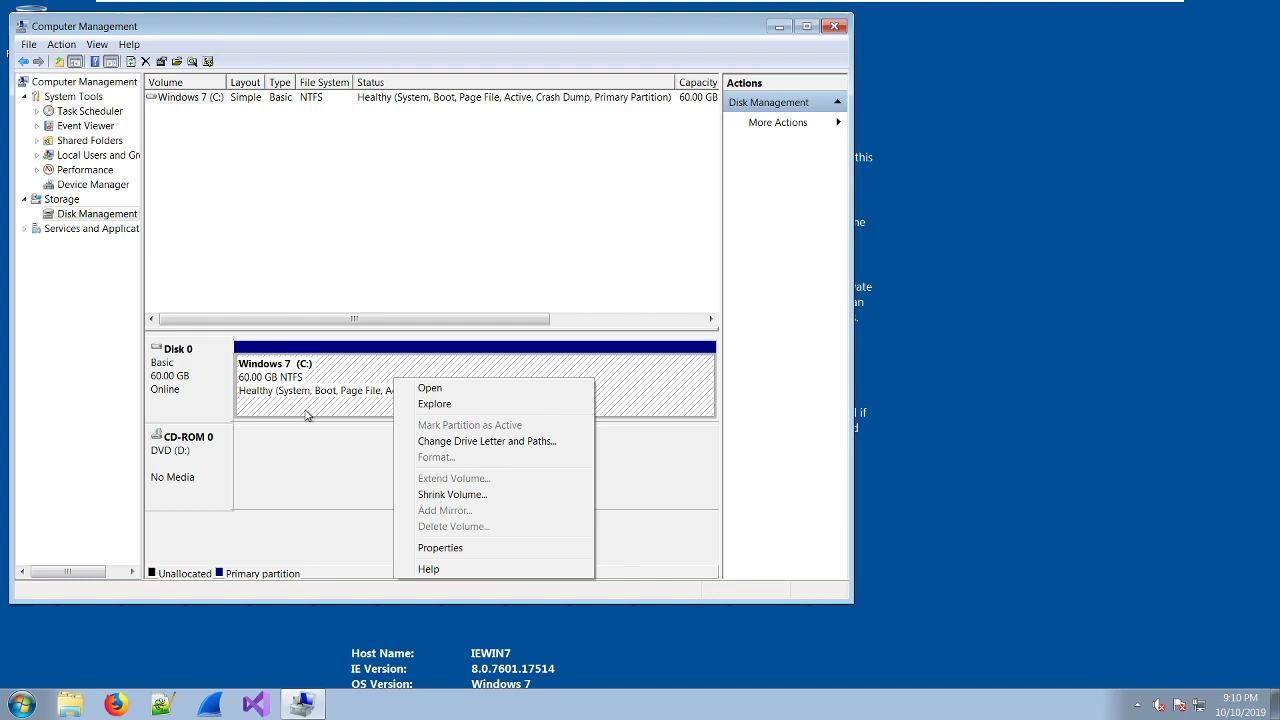 Computer Management
File Action View Help
Computer Management
System Tools
Task Scheduler
Event Viewer
Shared Folders
Local Users and Gr
Performance
Device Manager
Storage
Disk Management
Services and Applicat
Volume Layout Type File System Status Capacity
Windows 7 (C:) Simple Basic NTFS Healthy (System, Boot, Page File, Active, Crash Dump, Primary Partition) 60.00 GB
Actions
Disk Management
More Actions
Disk 0
Basic
60.00 GB
Online
Windows 7 (C:)
60.00 GB NTFS
Healthy (System, Boot, Page File, A
CD-ROM 0
DVD (D:)
No Media
Open
Explore
Mark Partition as Active
Change Drive Letter and Paths...
Format...
Extend Volume...
Shrink Volume...
Add Mirror...
Delete Volume...
Properties
Help
Unallocated Primary partition
this
ne
vate
an
s.
if
d
Host Name: IEWIN7
IE Version: 8.0.7601.17514
OS Version: Windows 7
9:10 PM
10/10/2019